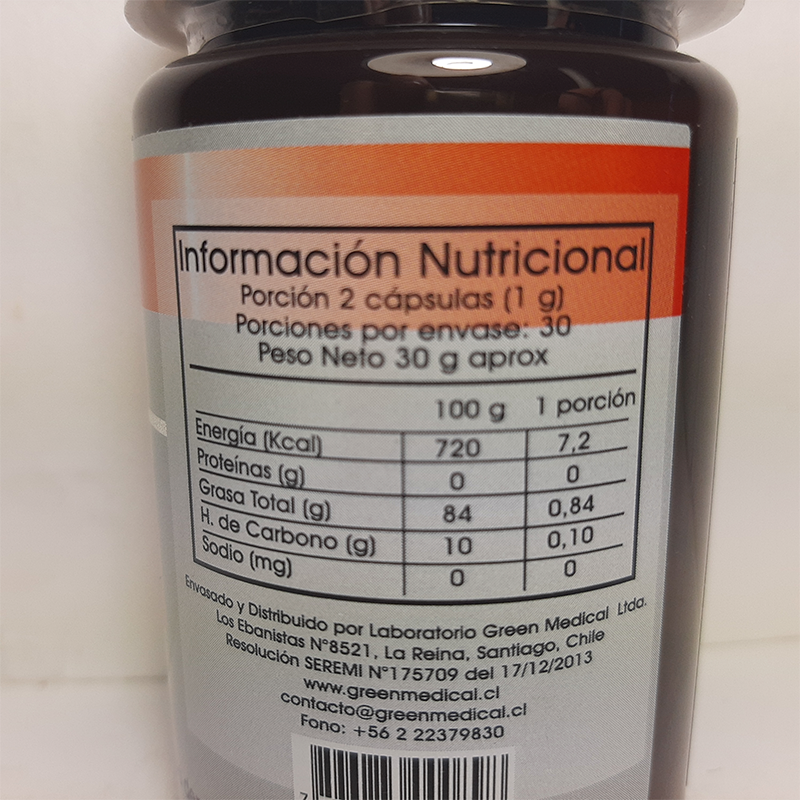 Información Nutricional
Porción 2 cápsulas (1 g)
Porciones por envase: 30
Peso Neto 30 g aprox
100 g 1 porción
Energía (Kcal) 720 7,2
Proteínas (g) 0 0
Grasa Total (g) 84 0,84
H. de Carbono (g) 10 0,10
Sodio (mg) 0 0
Envasado y Distribuido por Laboratorio Green Medical Ltda.
Los Ebanistas N°8521, La Reina, Santiago, Chile
Resolución SEREMI N°175709 del 17/12/2013
www.greenmedical.cl
contacto@greenmedical.cl
Fono: +56 2 22379830
7